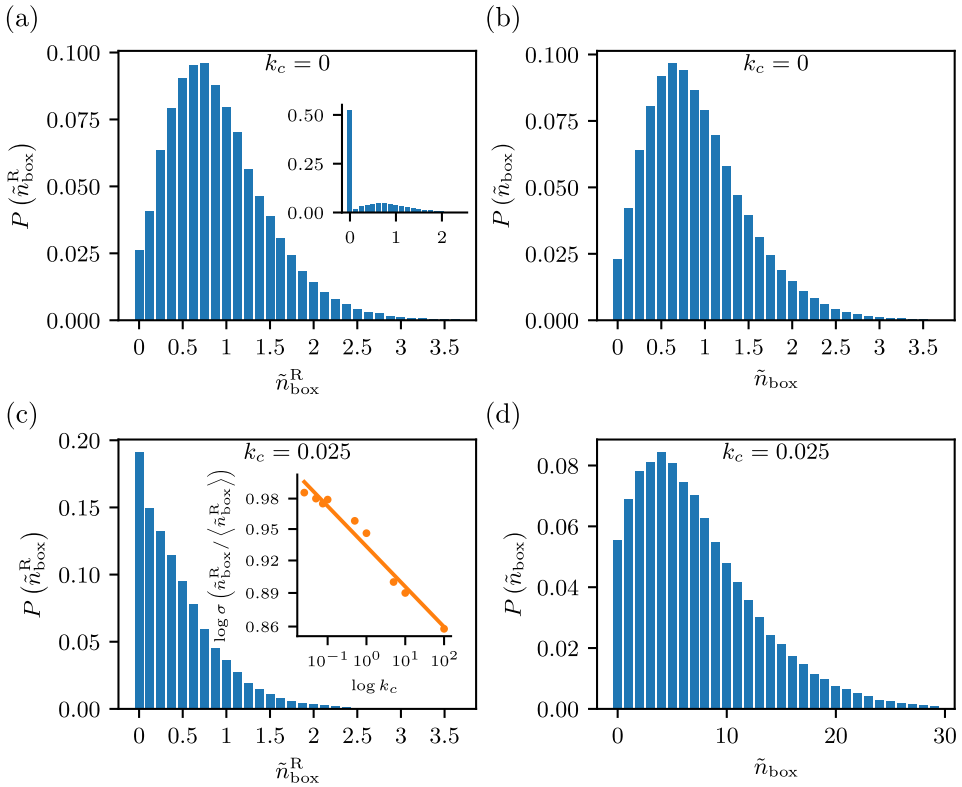 (a)
k_c = 0
P (ñ^R_box)
0.100
0.075
0.050
0.025
0.000
0 0.5 1 1.5 2 2.5 3 3.5
ñ^R_box
0.50
0.25
0.00
0 1 2
(b)
k_c = 0
P (ñ_box)
0.100
0.075
0.050
0.025
0.000
0 0.5 1 1.5 2 2.5 3 3.5
ñ_box
(c)
k_c = 0.025
P (ñ^R_box)
0.20
0.15
0.10
0.05
0.00
0 0.5 1 1.5 2 2.5 3 3.5
ñ^R_box
log σ (ñ^R_box / ⟨ñ^R_box⟩)
0.98
0.95
0.92
0.89
0.86
10^−1 10^0 10^1 10^2
log k_c
(d)
k_c = 0.025
P (ñ_box)
0.08
0.06
0.04
0.02
0.00
0 10 20 30
ñ_box